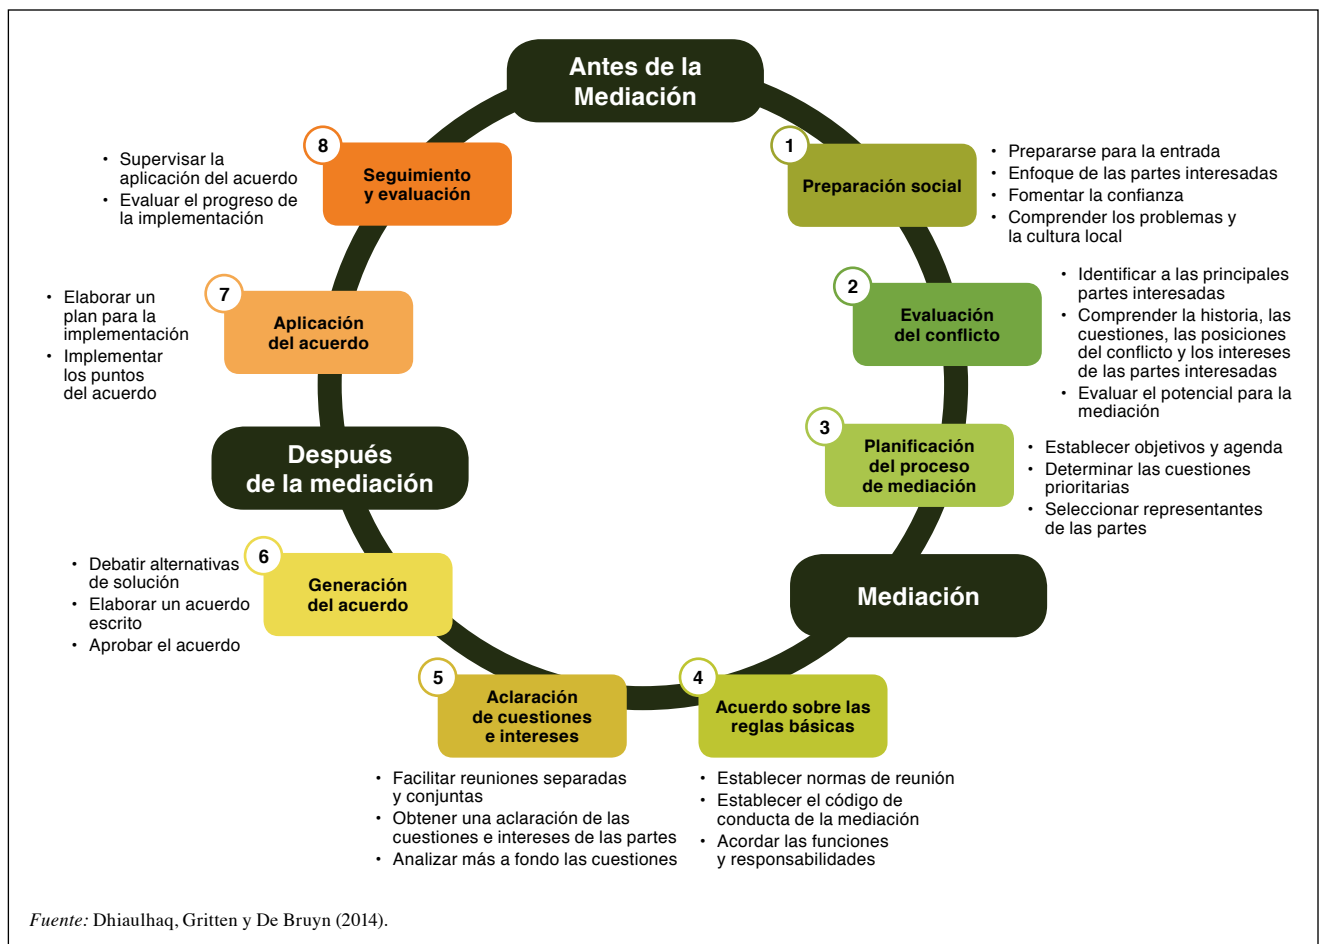 Antes de la
Mediación
1
Preparación social
• Prepararse para la entrada
• Enfoque de las partes interesadas
• Fomentar la confianza
• Comprender los problemas y
la cultura local
2
Evaluación
del conflicto
• Identificar a las principales
partes interesadas
• Comprender la historia, las
cuestiones, las posiciones
del conflicto y los intereses
de las partes interesadas
• Evaluar el potencial para la
mediación
3
Planificación
del proceso
de mediación
• Establecer objetivos y agenda
• Determinar las cuestiones
prioritarias
• Seleccionar representantes
de las partes
Mediación
4
Acuerdo sobre las
reglas básicas
• Establecer normas de reunión
• Establecer el código de
conducta de la mediación
• Acordar las funciones
y responsabilidades
5
Aclaración
de cuestiones
e intereses
• Facilitar reuniones separadas
y conjuntas
• Obtener una aclaración de las
cuestiones e intereses de las partes
• Analizar más a fondo las cuestiones
6
Generación
del acuerdo
• Debatir alternativas
de solución
• Elaborar un acuerdo
escrito
• Aprobar el acuerdo
Después
de la mediación
7
Aplicación
del acuerdo
• Elaborar un
plan para la
implementación
• Implementar
los puntos
del acuerdo
8
Seguimiento
y evaluación
• Supervisar la
aplicación del acuerdo
• Evaluar el progreso de
la implementación
Fuente: Dhiaulhaq, Gritten y De Bruyn (2014).